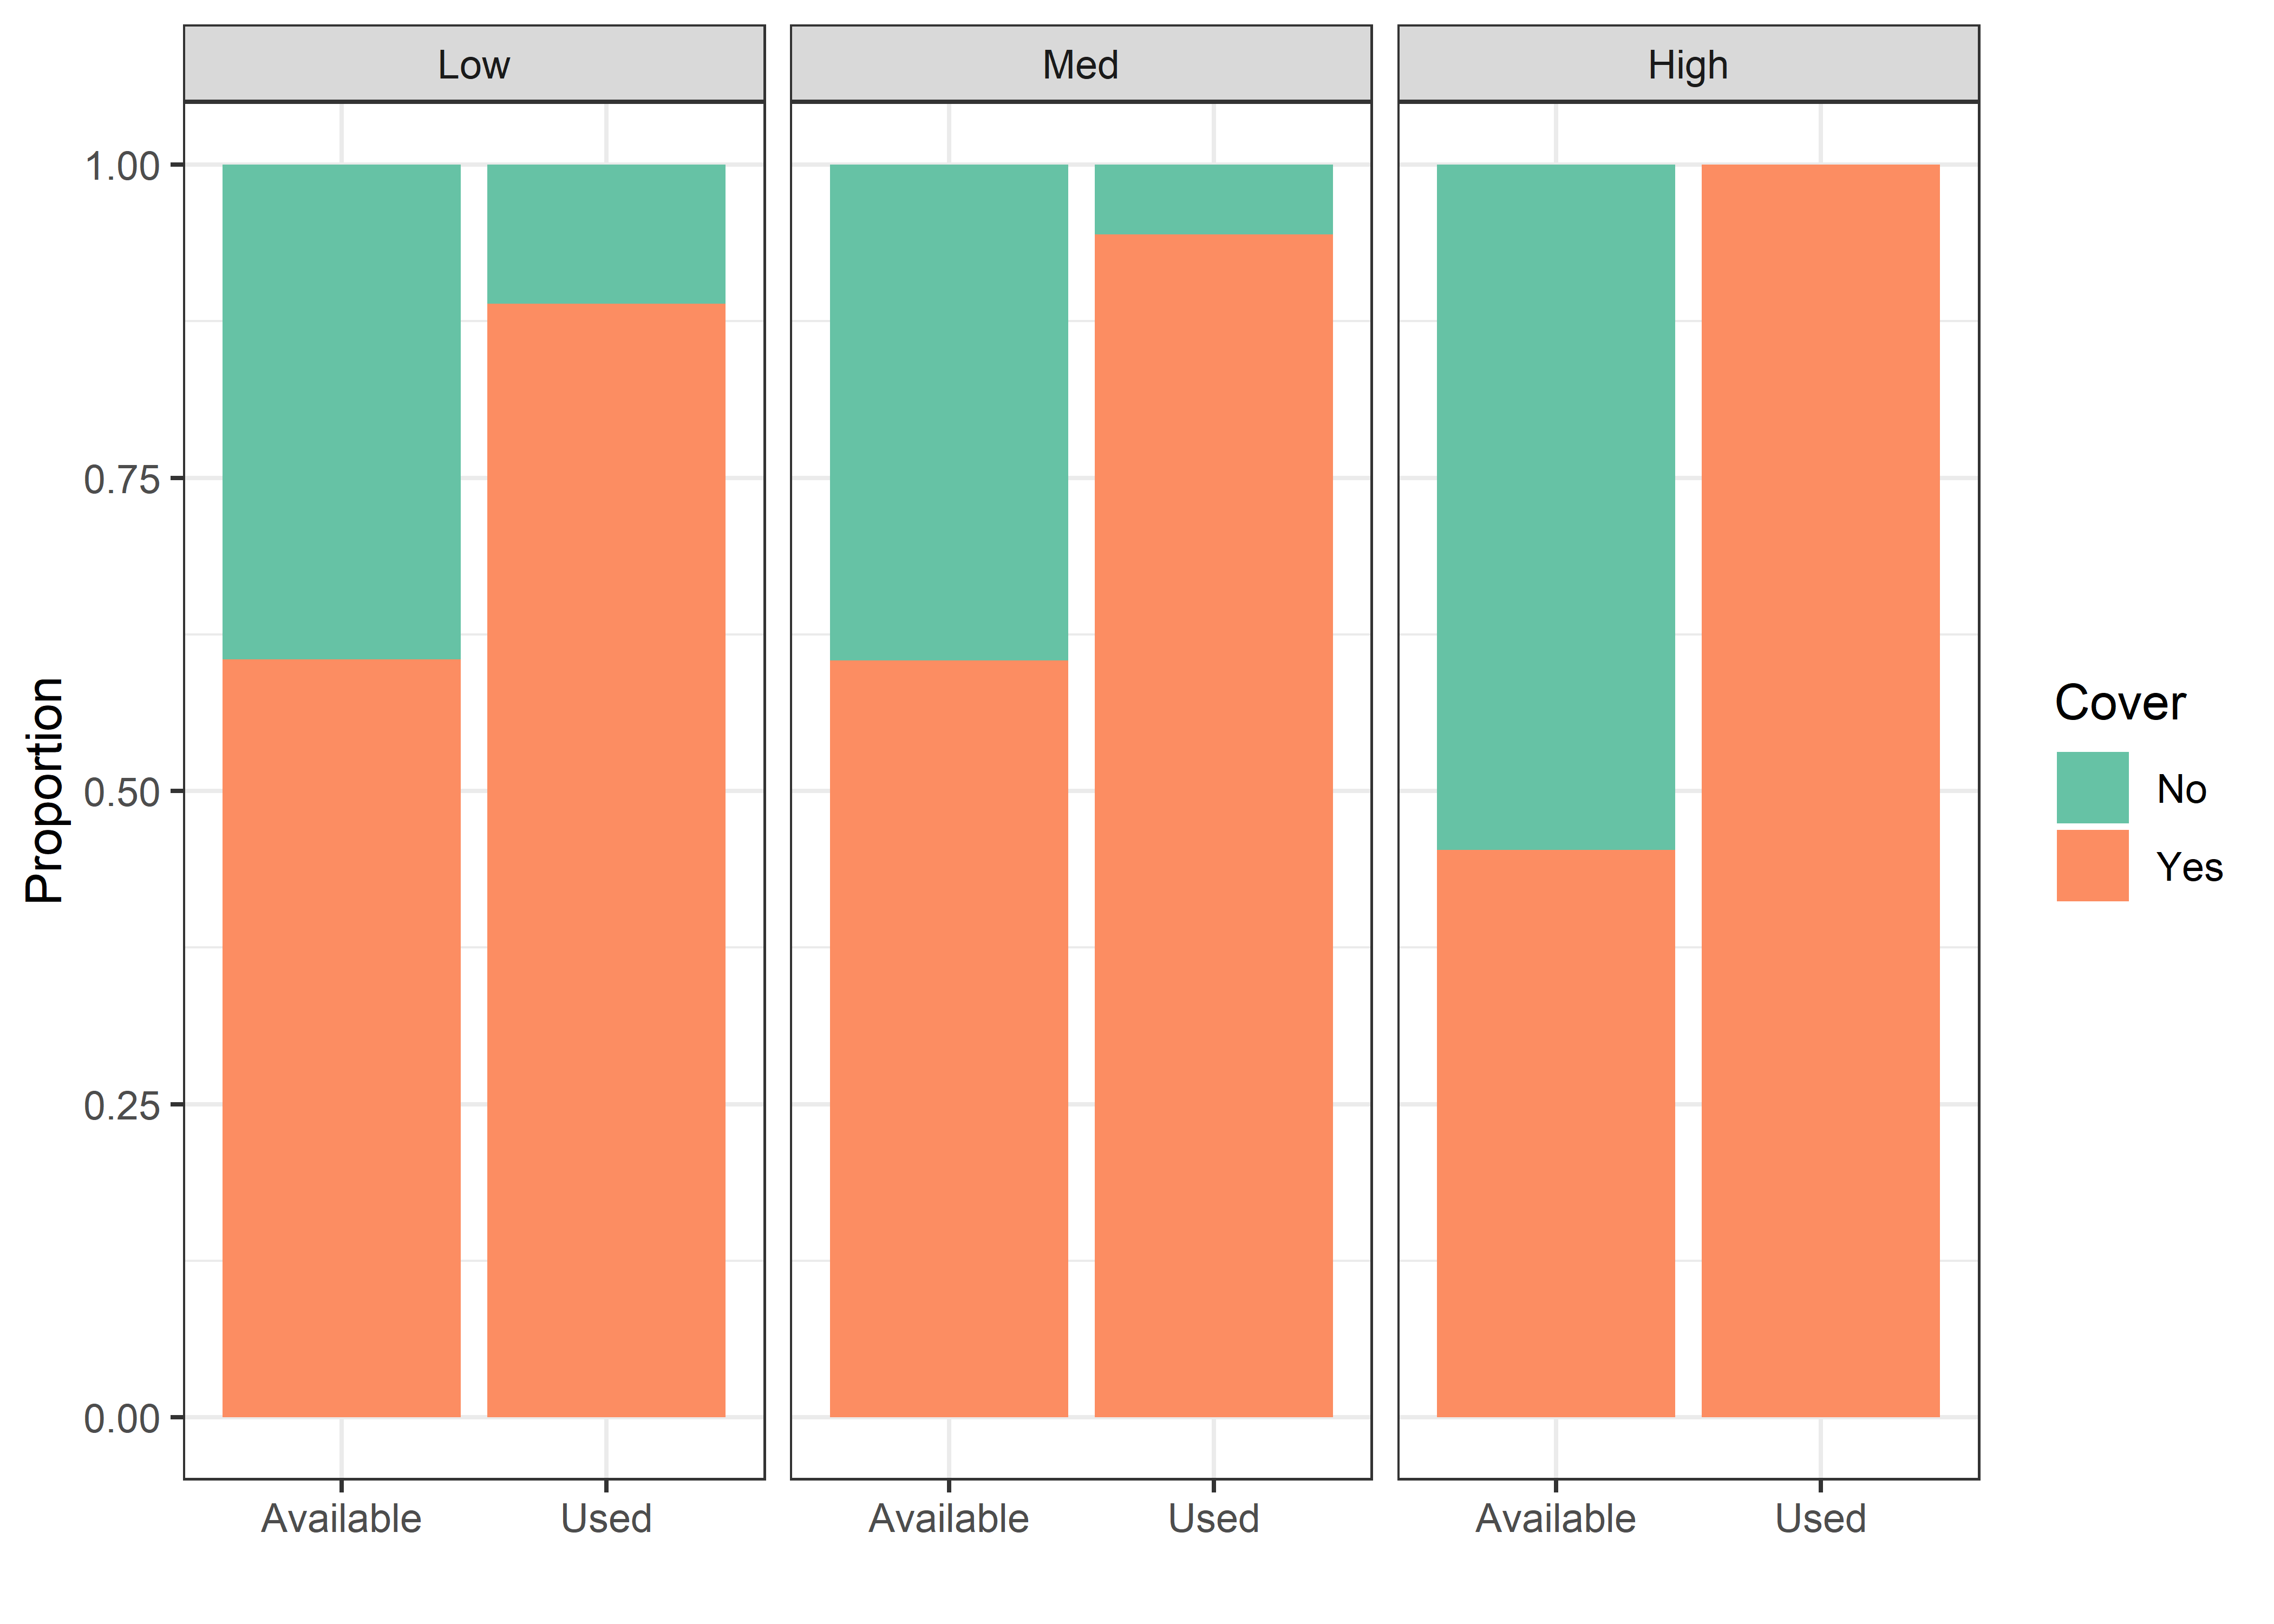 Low Med High
1.00
0.75
0.50
0.25
0.00
Proportion
Available Used Available Used Available Used
Cover
No
Yes